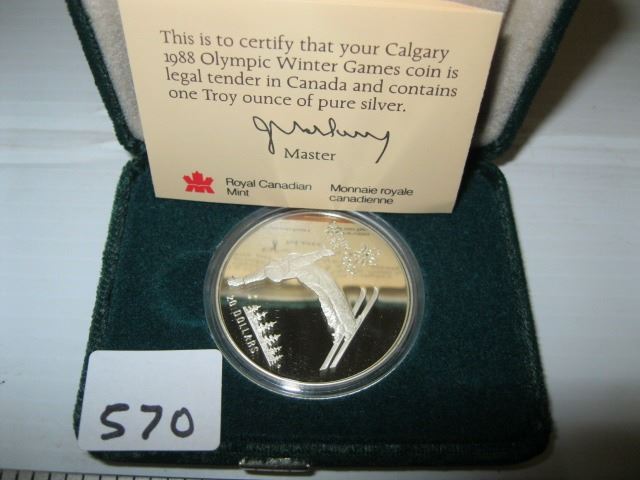 This is to certify that your Calgary
1988 Olympic Winter Games coin is
legal tender in Canada and contains
one Troy ounce of pure silver.
Master
Royal Canadian Mint
Monnaie royale canadienne
20 DOLLARS
570